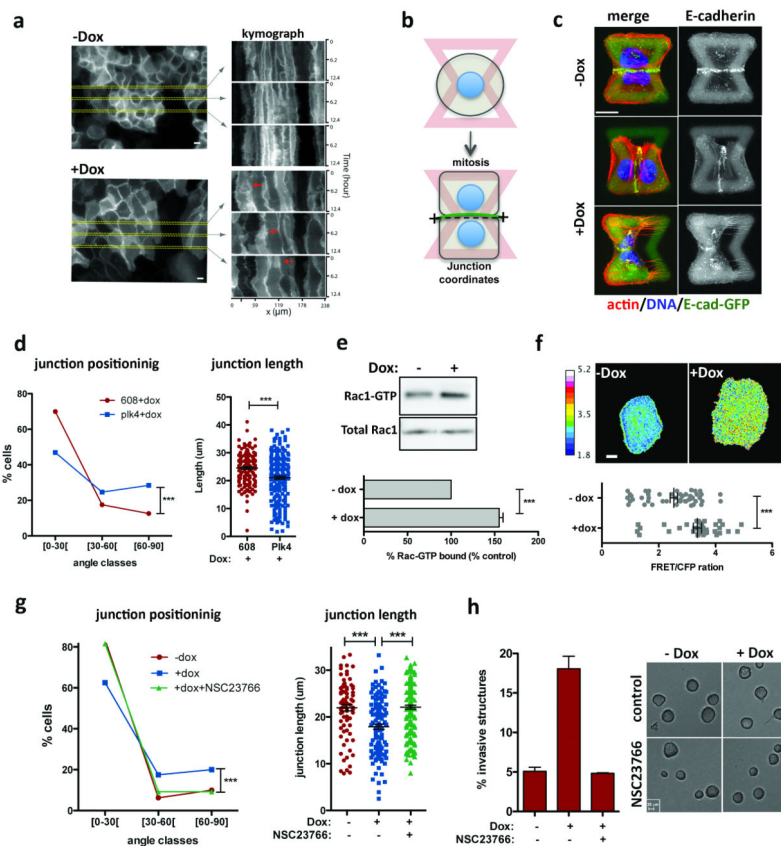 a
-Dox
kymograph
0
6.2
12.4
0
6.2
12.4
0
6.2
12.4
Time (hour)
+Dox
0
6.2
12.4
0
6.2
12.4
0
6.2
12.4
0 59 119 178 238
x (µm)
b
mitosis
Junction
coordinates
c
merge E-cadherin
-Dox
+Dox
actin/DNA/E-cad-GFP
d
junction positioninig
608+dox
plk4+dox
% cells
80
60
40
20
0
***
[0-30[ [30-60[ [60-90]
angle classes
junction length
***
Length (um)
50
40
30
20
10
0
608 Plk4
Dox: + +
e
Dox: - +
Rac1-GTP
Total Rac1
- dox
+ dox
***
0 50 100 150 200
% Rac-GTP bound (% control)
f
-Dox +Dox
5.2
3.5
1.8
- dox
+dox
***
0 2 4 6
FRET/CFP ration
g
junction positioninig
-dox
+dox
+dox+NSC23766
% cells
80
60
40
20
0
***
[0-30[ [30-60[ [60-90]
angle classes
junction length
*** ***
junction length (um)
30
20
10
0
Dox: - + +
NSC23766: - - +
h
% invasive structures
20
15
10
5
0
Dox: - + +
NSC23766: - - +
- Dox + Dox
control
NSC23766